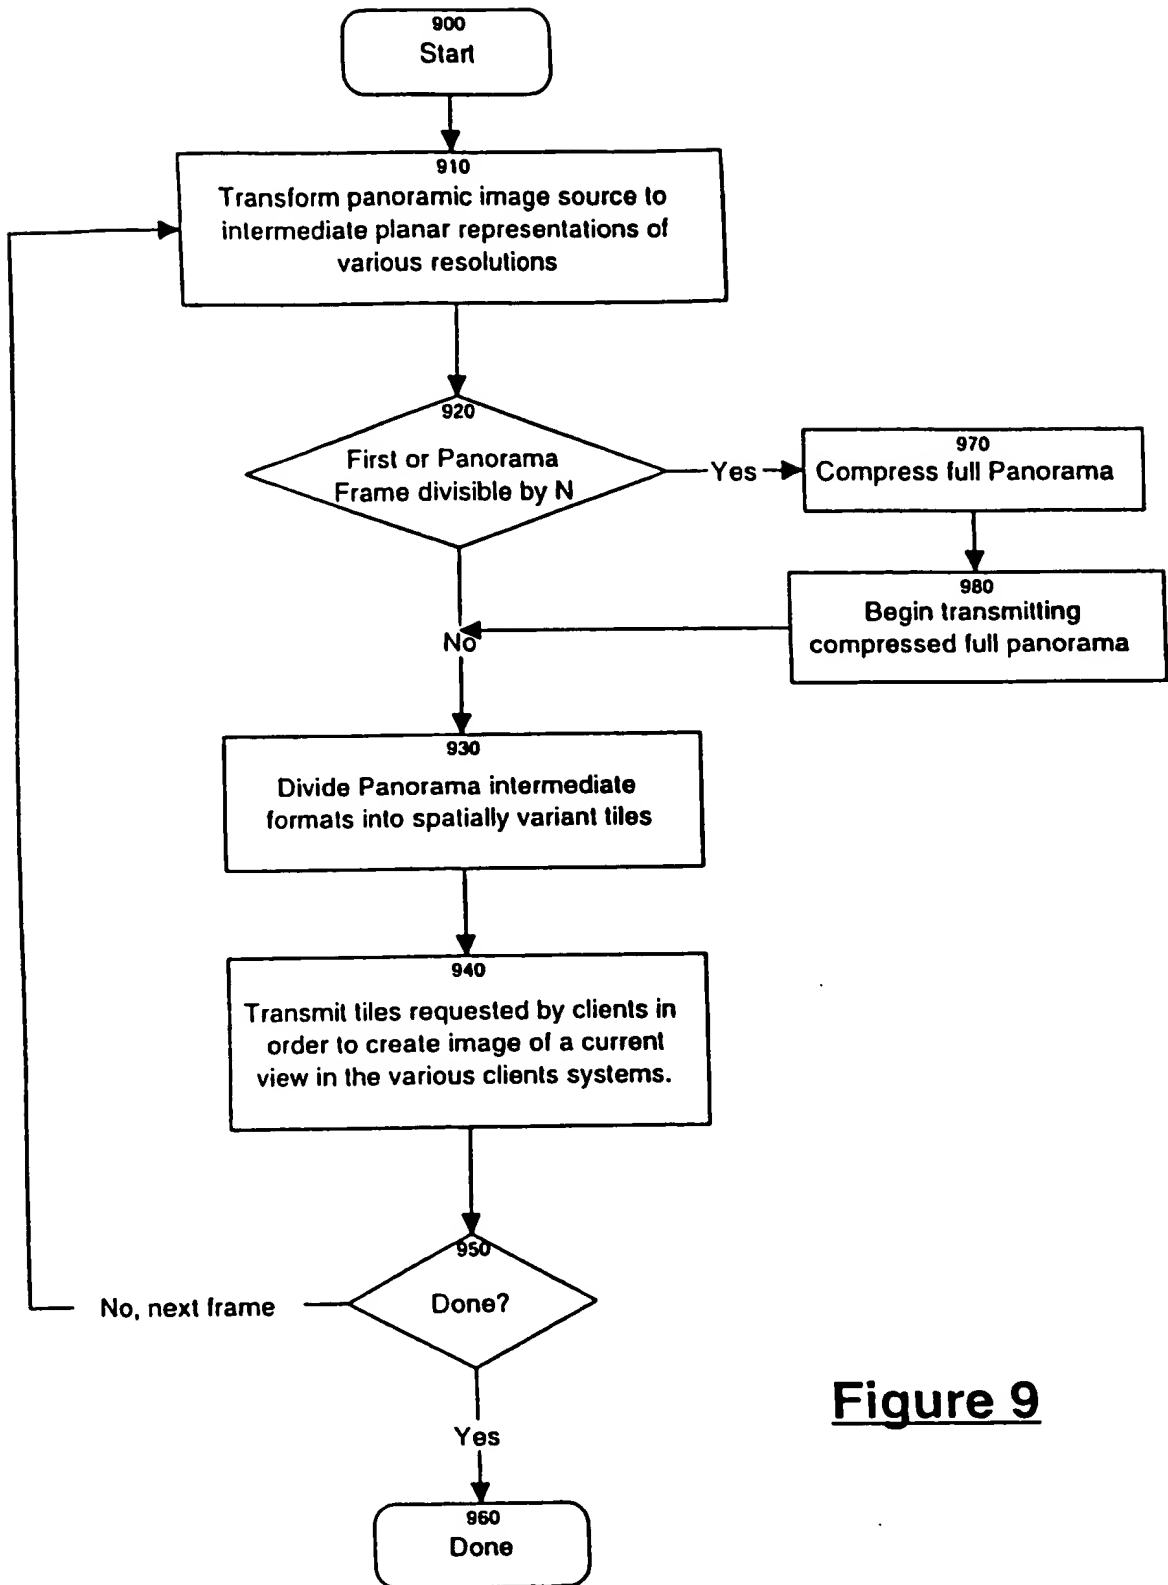 900
Start
910
Transform panoramic image source to
intermediate planar representations of
various resolutions
920
First or Panorama
Frame divisible by N
Yes
970
Compress full Panorama
980
Begin transmitting
compressed full panorama
No
930
Divide Panorama intermediate
formats into spatially variant tiles
940
Transmit tiles requested by clients in
order to create image of a current
view in the various clients systems.
950
Done?
No, next frame
Yes
960
Done
Figure 9